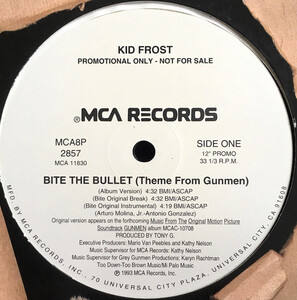 KID FROST
PROMOTIONAL ONLY - NOT FOR SALE
MCA RECORDS
MCA8P
2857
MCA 11830
SIDE ONE
12" PROMO
33 1/3 R.P.M.
BITE THE BULLET (Theme From Gunmen)
(Album Version) 4:32 BMI/ASCAP
(Bite Original Break) 4:32 BMI/ASCAP
(Bite Original Instrumental) 4:19 BMI/ASCAP
(Arturo Molina, Jr.-Antonio Gonzalez)
Original version appears on the forthcoming Music From The Original Motion Picture
Soundtrack GUNMEN album MCAC-10708
PRODUCED BY TONY G.
Executive Producers: Mario Van Peebles and Kathy Nelson
Music Supervisor for MCA Records: Kathy Nelson
Music Supervisor for Grey Gunmen Productions: Karyn Rachtman
Too Down-Too Brown Music/M Palo Music
℗ © 1993 MCA Records, Inc.
MFD. BY MCA RECORDS, INC., 70 UNIVERSAL CITY PLAZA, UNIVERSAL CITY, CA 91608